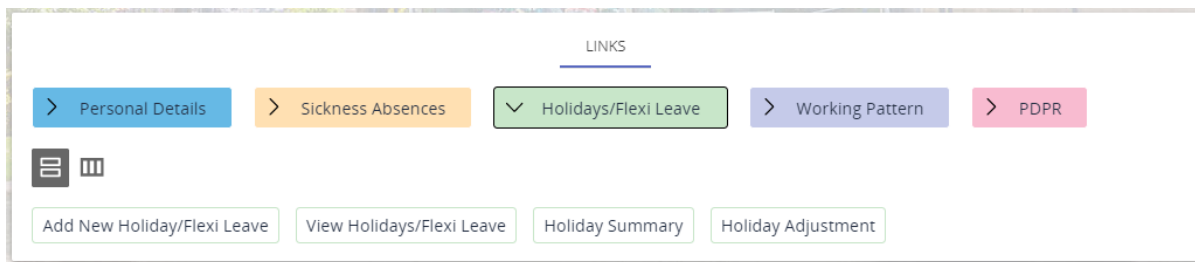 LINKS
Personal Details Sickness Absences Holidays/Flexi Leave Working Pattern PDPR
Add New Holiday/Flexi Leave View Holidays/Flexi Leave Holiday Summary Holiday Adjustment